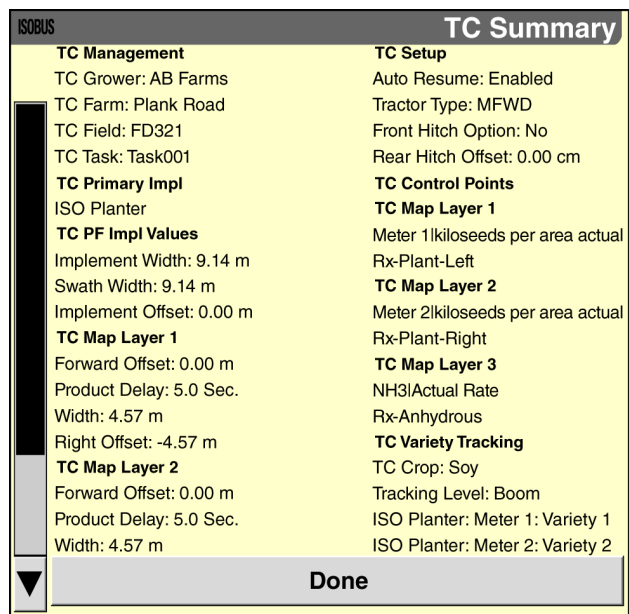 ISOBUS
TC Summary
TC Management
TC Grower: AB Farms
TC Farm: Plank Road
TC Field: FD321
TC Task: Task001
TC Primary Impl
ISO Planter
TC PF Impl Values
Implement Width: 9.14 m
Swath Width: 9.14 m
Implement Offset: 0.00 m
TC Map Layer 1
Forward Offset: 0.00 m
Product Delay: 5.0 Sec.
Width: 4.57 m
Right Offset: -4.57 m
TC Map Layer 2
Forward Offset: 0.00 m
Product Delay: 5.0 Sec.
Width: 4.57 m
TC Setup
Auto Resume: Enabled
Tractor Type: MFWD
Front Hitch Option: No
Rear Hitch Offset: 0.00 cm
TC Control Points
TC Map Layer 1
Meter 1|kiloseeds per area actual
Rx-Plant-Left
TC Map Layer 2
Meter 2|kiloseeds per area actual
Rx-Plant-Right
TC Map Layer 3
NH3|Actual Rate
Rx-Anhydrous
TC Variety Tracking
TC Crop: Soy
Tracking Level: Boom
ISO Planter: Meter 1: Variety 1
ISO Planter: Meter 2: Variety 2
Done